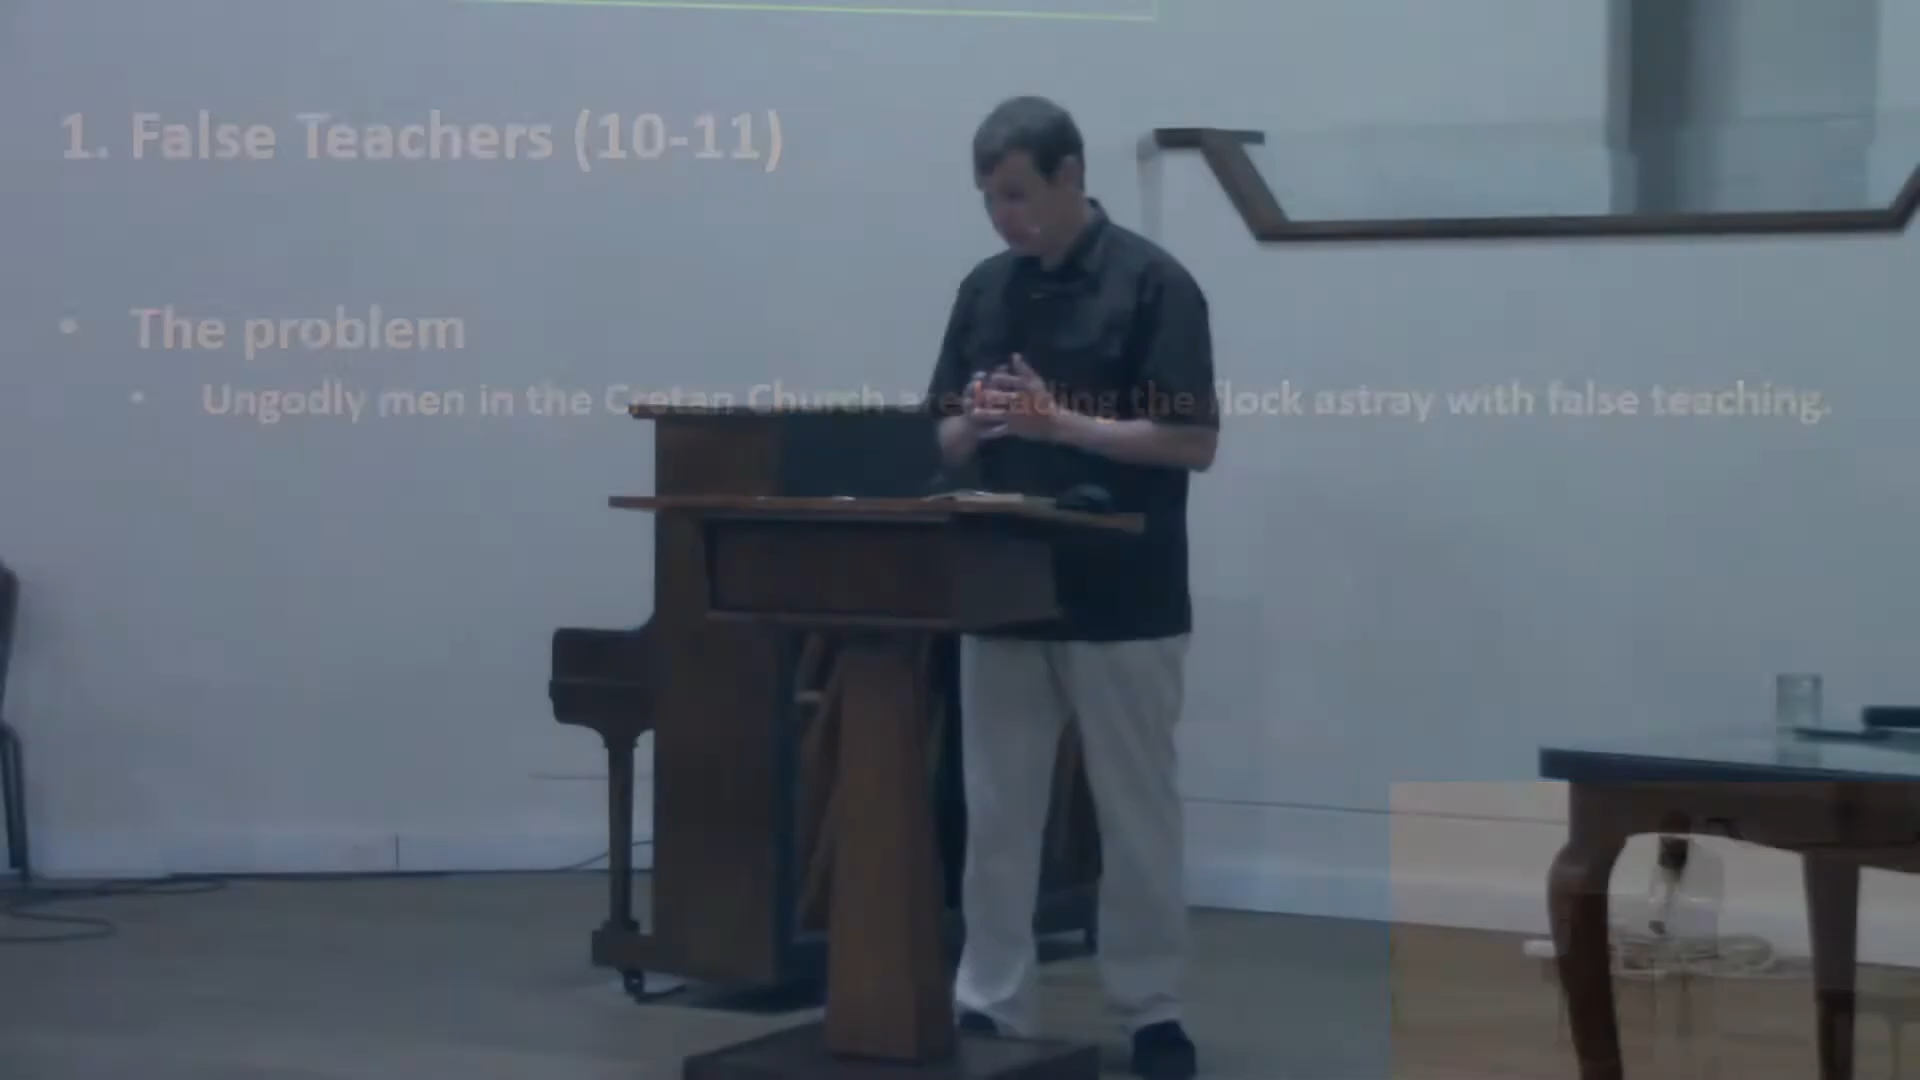 1. False Teachers (10-11)
• The problem
• Ungodly men in the Cretan Church are leading the flock astray with false teaching.